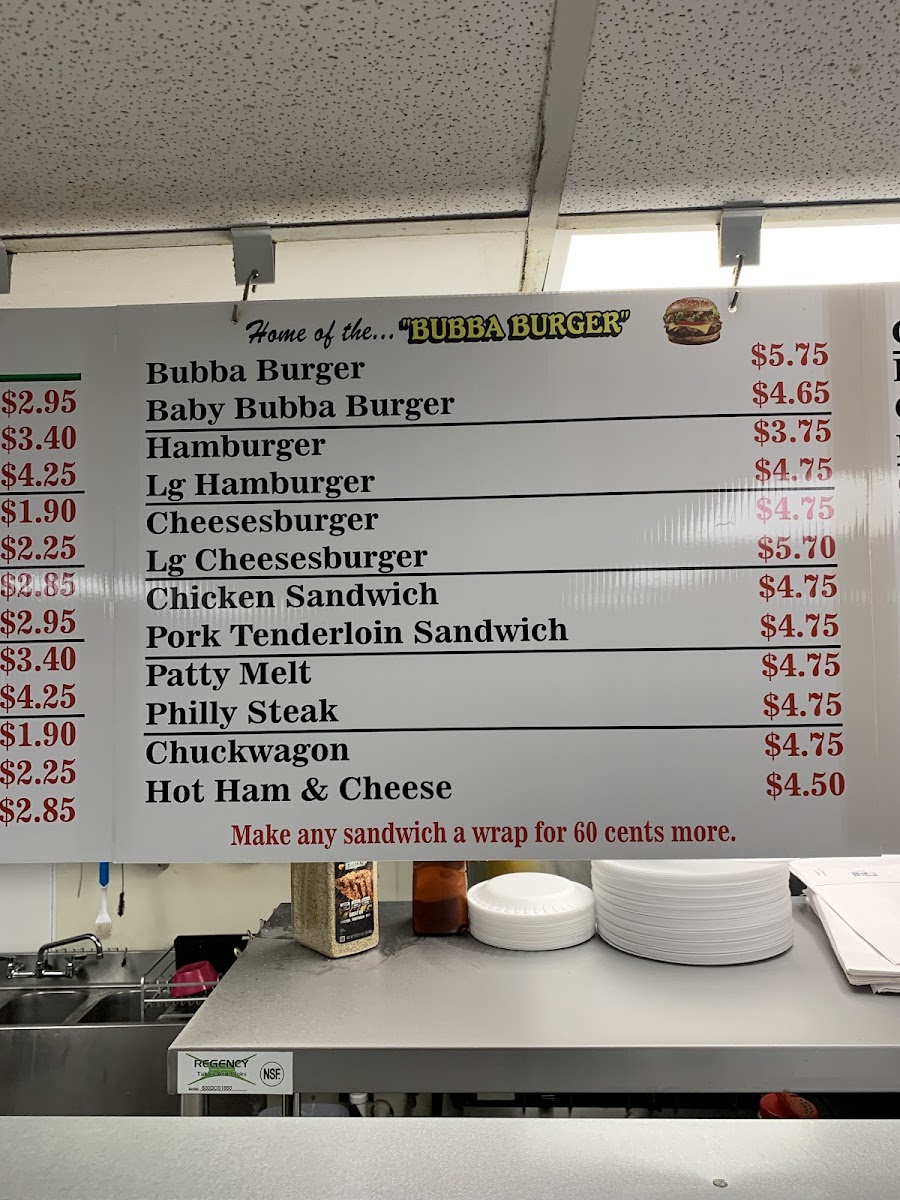 Home of the... "BUBBA BURGER"
Bubba Burger $5.75
Baby Bubba Burger $4.65
Hamburger $3.75
Lg Hamburger $4.75
Cheesesburger $4.75
Lg Cheesesburger $5.70
Chicken Sandwich $4.75
Pork Tenderloin Sandwich $4.75
Patty Melt $4.75
Philly Steak $4.75
Chuckwagon $4.75
Hot Ham & Cheese $4.50
Make any sandwich a wrap for 60 cents more.
$2.95
$3.40
$4.25
$1.90
$2.25
$2.85
$2.95
$3.40
$4.25
$1.90
$2.25
$2.85
REGENCY
NSF